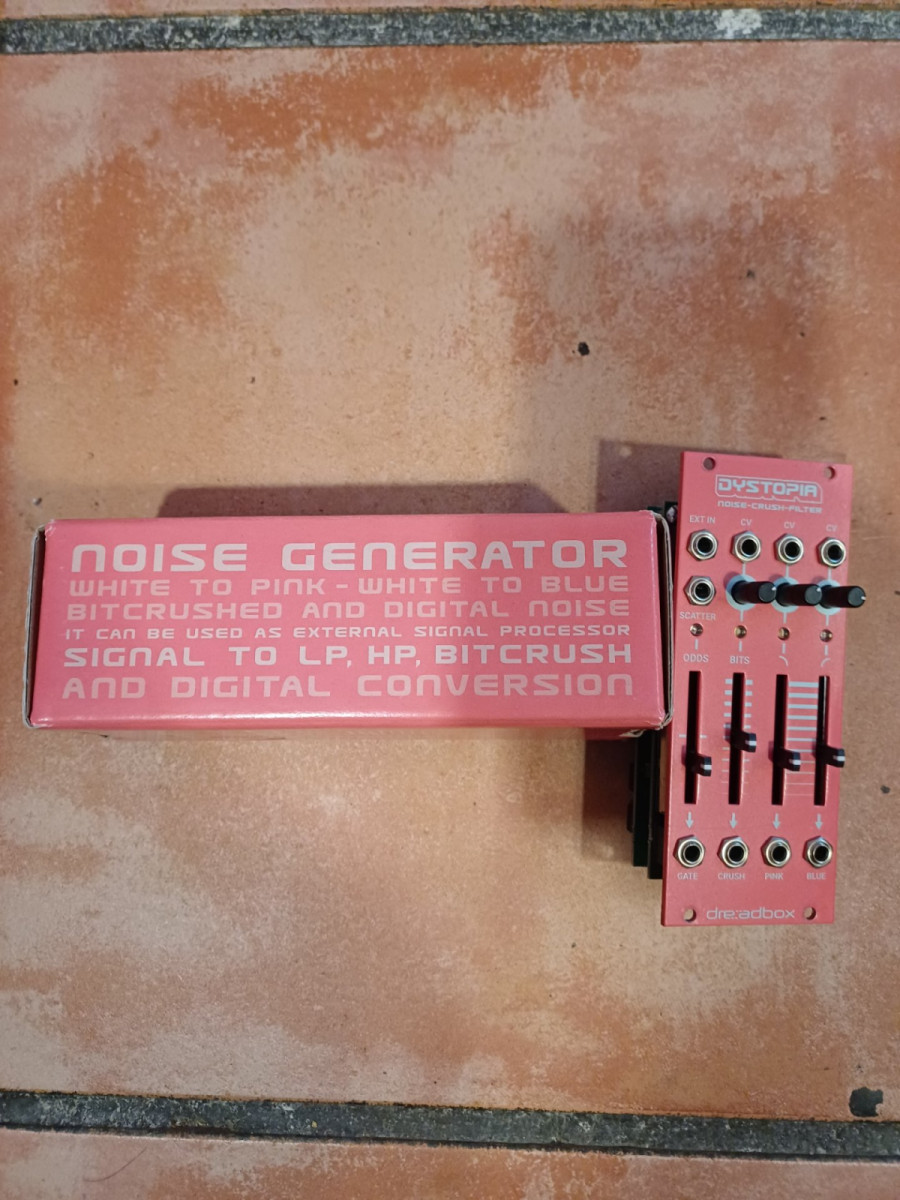 NOISE GENERATOR
WHITE TO PINK - WHITE TO BLUE
BITCRUSHED AND DIGITAL NOISE
IT CAN BE USED AS EXTERNAL SIGNAL PROCESSOR
SIGNAL TO LP, HP, BITCRUSH
AND DIGITAL CONVERSION
DYSTOPIA
NOISE-CRUSH-FILTER
EXT IN CV CV CV
SCATTER
ODDS BITS
GATE CRUSH PINK BLUE
dre:adbox